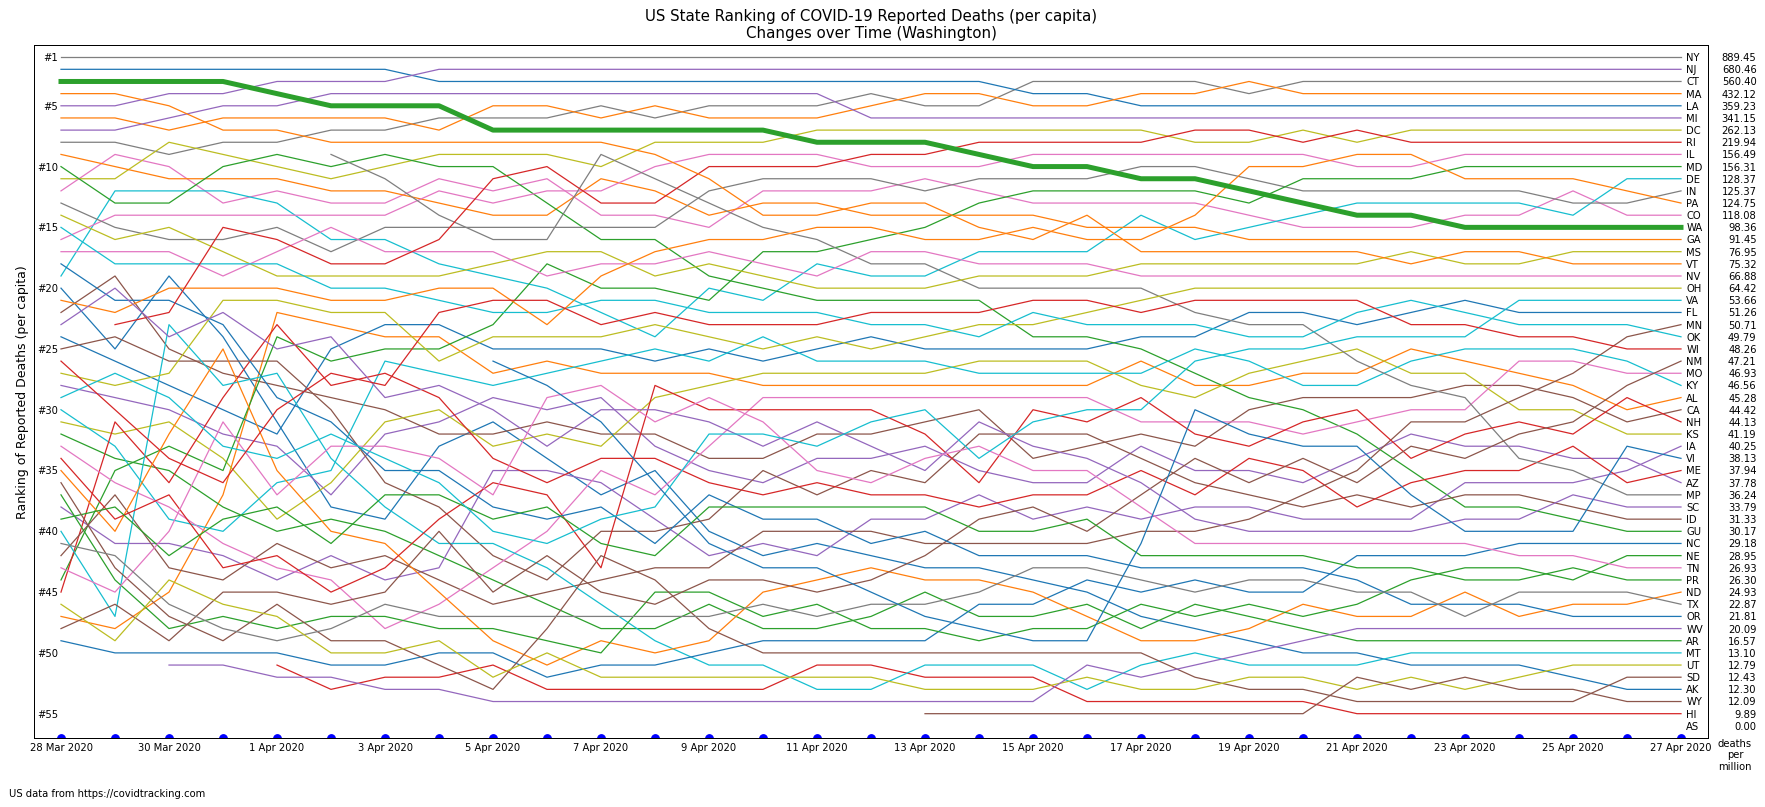 US State Ranking of COVID-19 Reported Deaths (per capita)
Changes over Time (Washington)
Ranking of Reported Deaths (per capita)
#1
#5
#10
#15
#20
#25
#30
#35
#40
#45
#50
#55
NY 889.45
NJ 680.46
CT 560.40
MA 432.12
LA 359.23
MI 341.15
DC 262.13
RI 219.94
IL 156.49
MD 156.31
DE 128.37
IN 125.37
PA 124.75
CO 118.08
WA 98.36
GA 91.45
MS 76.95
VT 75.32
NV 66.88
OH 64.42
VA 53.66
FL 51.26
MN 50.71
OK 49.79
WI 48.26
NM 47.21
MO 46.93
KY 46.56
AL 45.28
CA 44.42
NH 44.13
KS 41.19
IA 40.25
VI 38.13
ME 37.94
AZ 37.78
MP 36.24
SC 33.79
ID 31.33
GU 30.17
NC 29.18
NE 28.95
TN 26.93
PR 26.30
ND 24.93
TX 22.87
OR 21.81
WV 20.09
AR 16.57
MT 13.10
UT 12.79
SD 12.43
AK 12.30
WY 12.09
HI 9.89
AS 0.00
28 Mar 2020 30 Mar 2020 1 Apr 2020 3 Apr 2020 5 Apr 2020 7 Apr 2020 9 Apr 2020 11 Apr 2020 13 Apr 2020 15 Apr 2020 17 Apr 2020 19 Apr 2020 21 Apr 2020 23 Apr 2020 25 Apr 2020 27 Apr 2020
deaths
per
million
US data from https://covidtracking.com